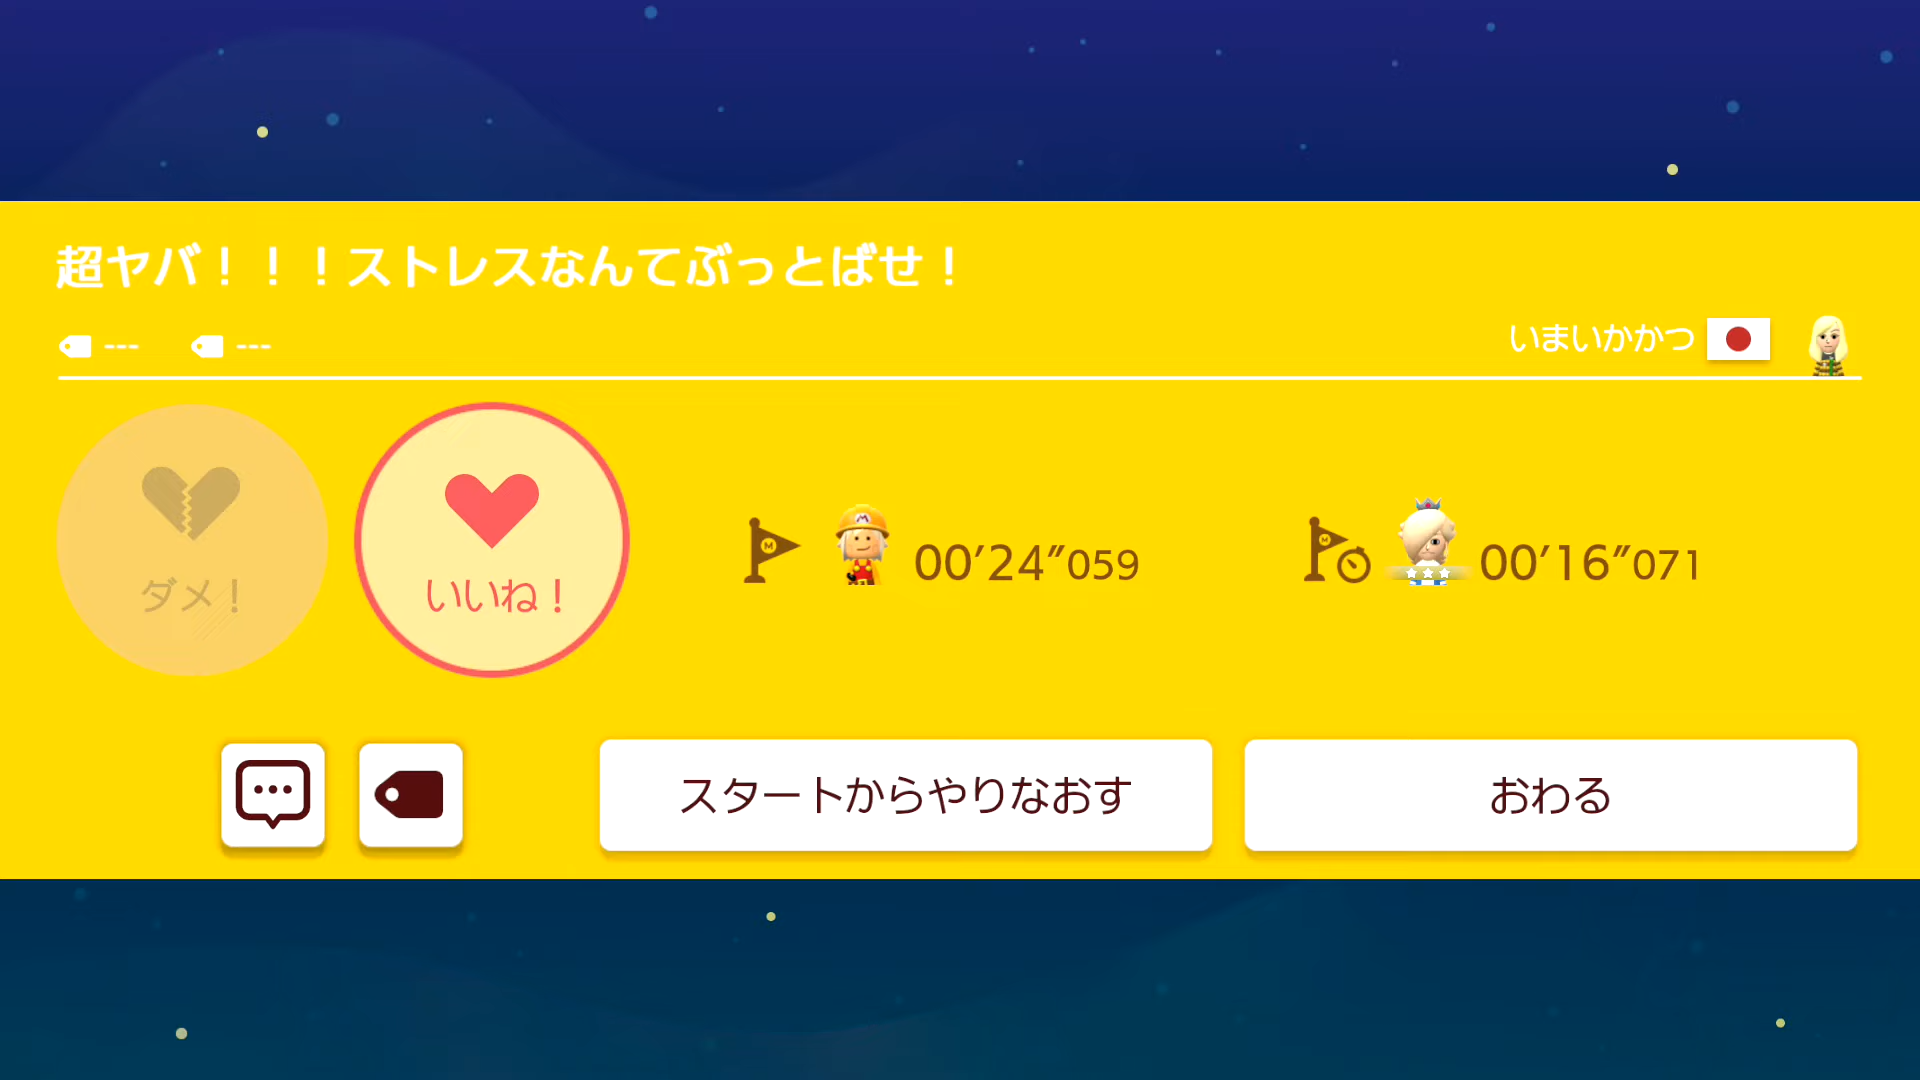 超ヤバ！！！ストレスなんてぶっとばせ！
--- ---
いまいかかつ
ダメ！
いいね！
00′24″059
00′16″071
スタートからやりなおす
おわる